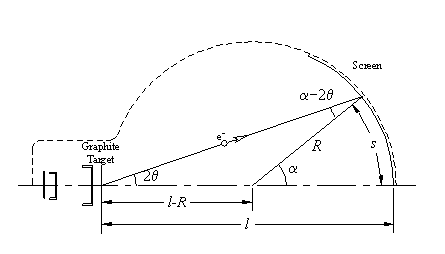 Screen
α−2θ
Graphite
Target
e-
R
s
2θ
α
l-R
l